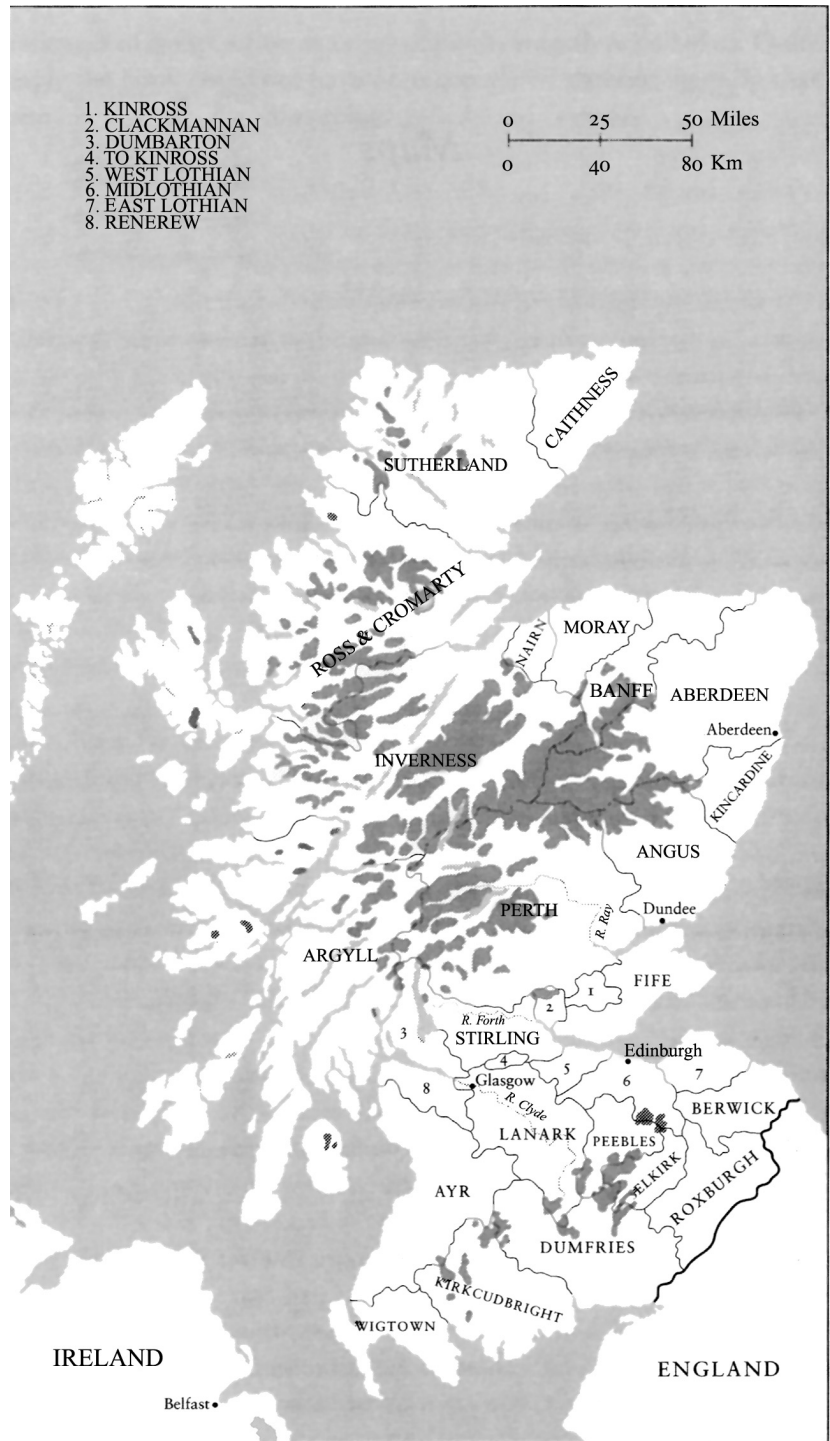 1. KINROSS
2. CLACKMANNAN
3. DUMBARTON
4. TO KINROSS
5. WEST LOTHIAN
6. MIDLOTHIAN
7. EAST LOTHIAN
8. RENEREW
0 25 50 Miles
0 40 80 Km
CAITHNESS
SUTHERLAND
ROSS & CROMARTY
NAIRN
MORAY
BANFF
ABERDEEN
Aberdeen
INVERNESS
KINCARDINE
ANGUS
PERTH
R. Ray
Dundee
ARGYLL
FIFE
1
2
R. Forth
3
STIRLING
4
5
Edinburgh
6
7
8
Glasgow
R. Clyde
BERWICK
LANARK
PEEBLES
ELKIRK
ROXBURGH
AYR
DUMFRIES
KIRKCUDBRIGHT
WIGTOWN
IRELAND
ENGLAND
Belfast